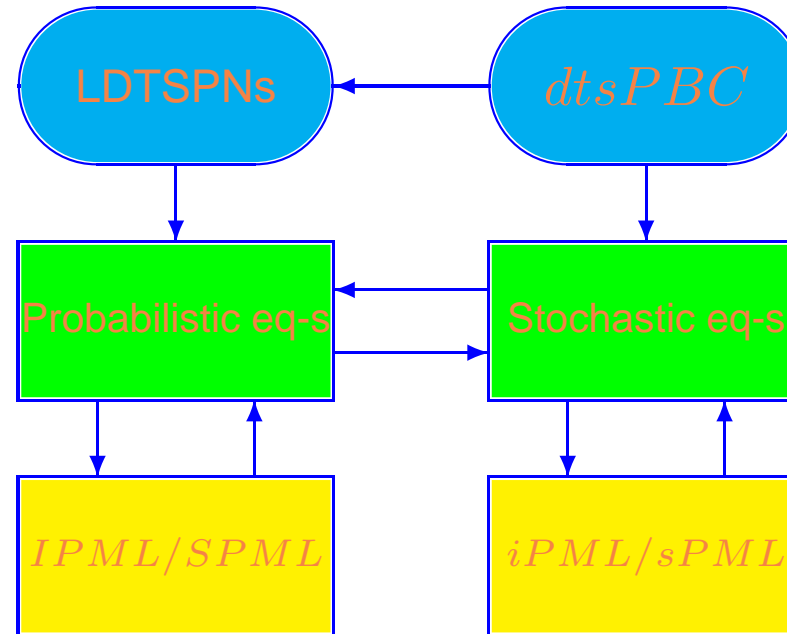 LDTSPNs
dtsPBC
Probabilistic eq-s
Stochastic eq-s
IPML/SPML
iPML/sPML